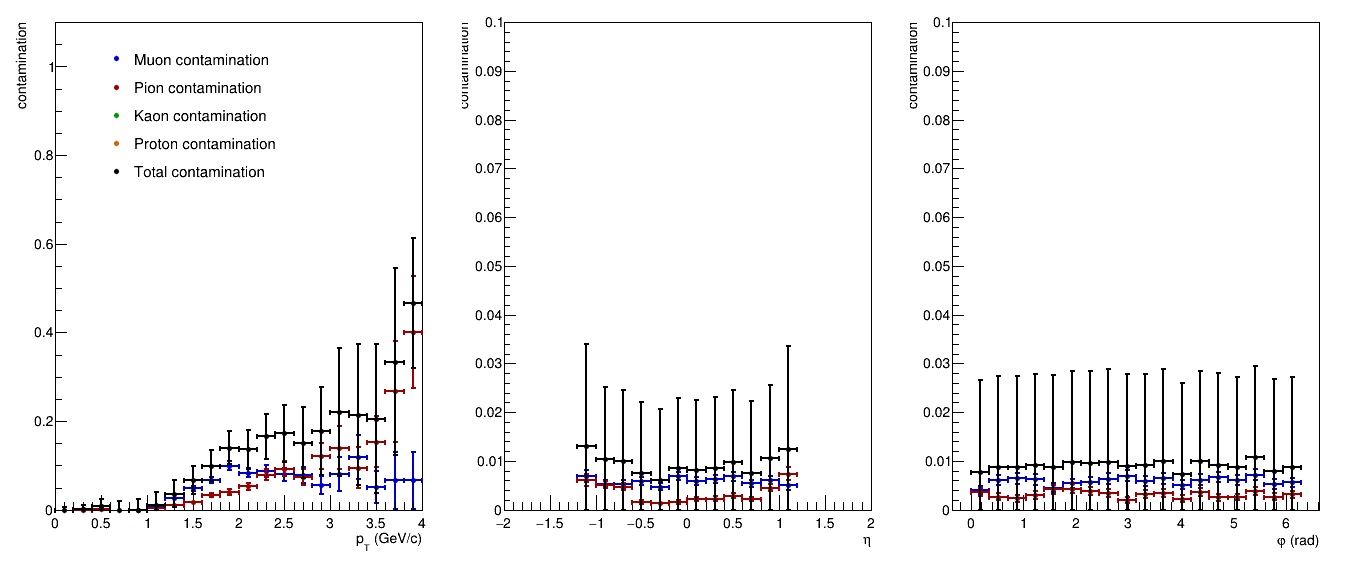 contamination
1
0.8
0.6
0.4
0.2
0
Muon contamination
Pion contamination
Kaon contamination
Proton contamination
Total contamination
0 0.5 1 1.5 2 2.5 3 3.5 4
p_T (GeV/c)
contamination
0.1
0.09
0.08
0.07
0.06
0.05
0.04
0.03
0.02
0.01
0
−2 −1.5 −1 −0.5 0 0.5 1 1.5 2
η
contamination
0.1
0.09
0.08
0.07
0.06
0.05
0.04
0.03
0.02
0.01
0
0 1 2 3 4 5 6
φ (rad)